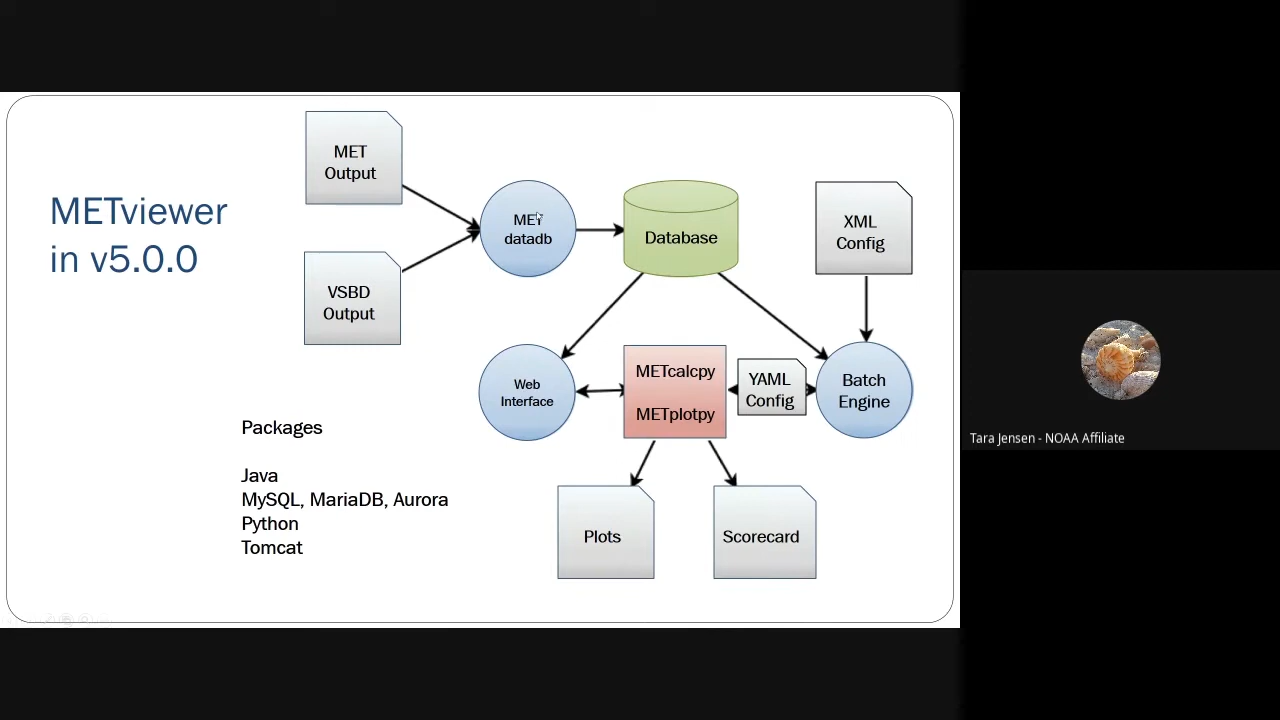 METviewer
in v5.0.0
MET
Output
VSBD
Output
MET
datadb
Database
XML
Config
Web
Interface
METcalcpy
METplotpy
YAML
Config
Batch
Engine
Plots
Scorecard
Packages
Java
MySQL, MariaDB, Aurora
Python
Tomcat
Tara Jensen - NOAA Affiliate